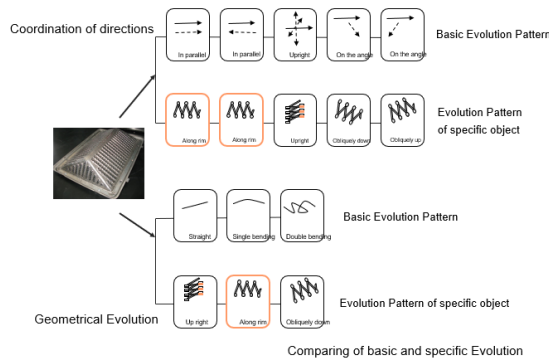 Coordination of directions
In parallel
In parallel
Upright
On the angle
On the angle
Basic Evolution Pattern
Along rim
Along rim
Upright
Obliquely down
Obliquely up
Evolution Pattern
of specific object
Straight
Single bending
Double bending
Basic Evolution Pattern
Up right
Along rim
Obliquely down
Evolution Pattern of specific object
Geometrical Evolution
Comparing of basic and specific Evolution